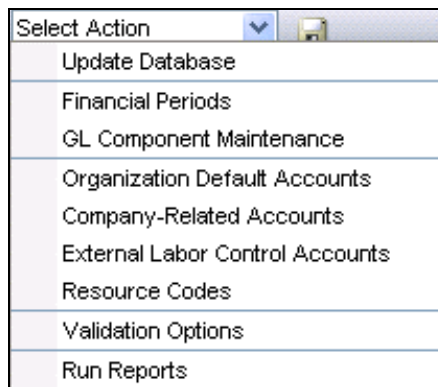 Select Action
Update Database
Financial Periods
GL Component Maintenance
Organization Default Accounts
Company-Related Accounts
External Labor Control Accounts
Resource Codes
Validation Options
Run Reports